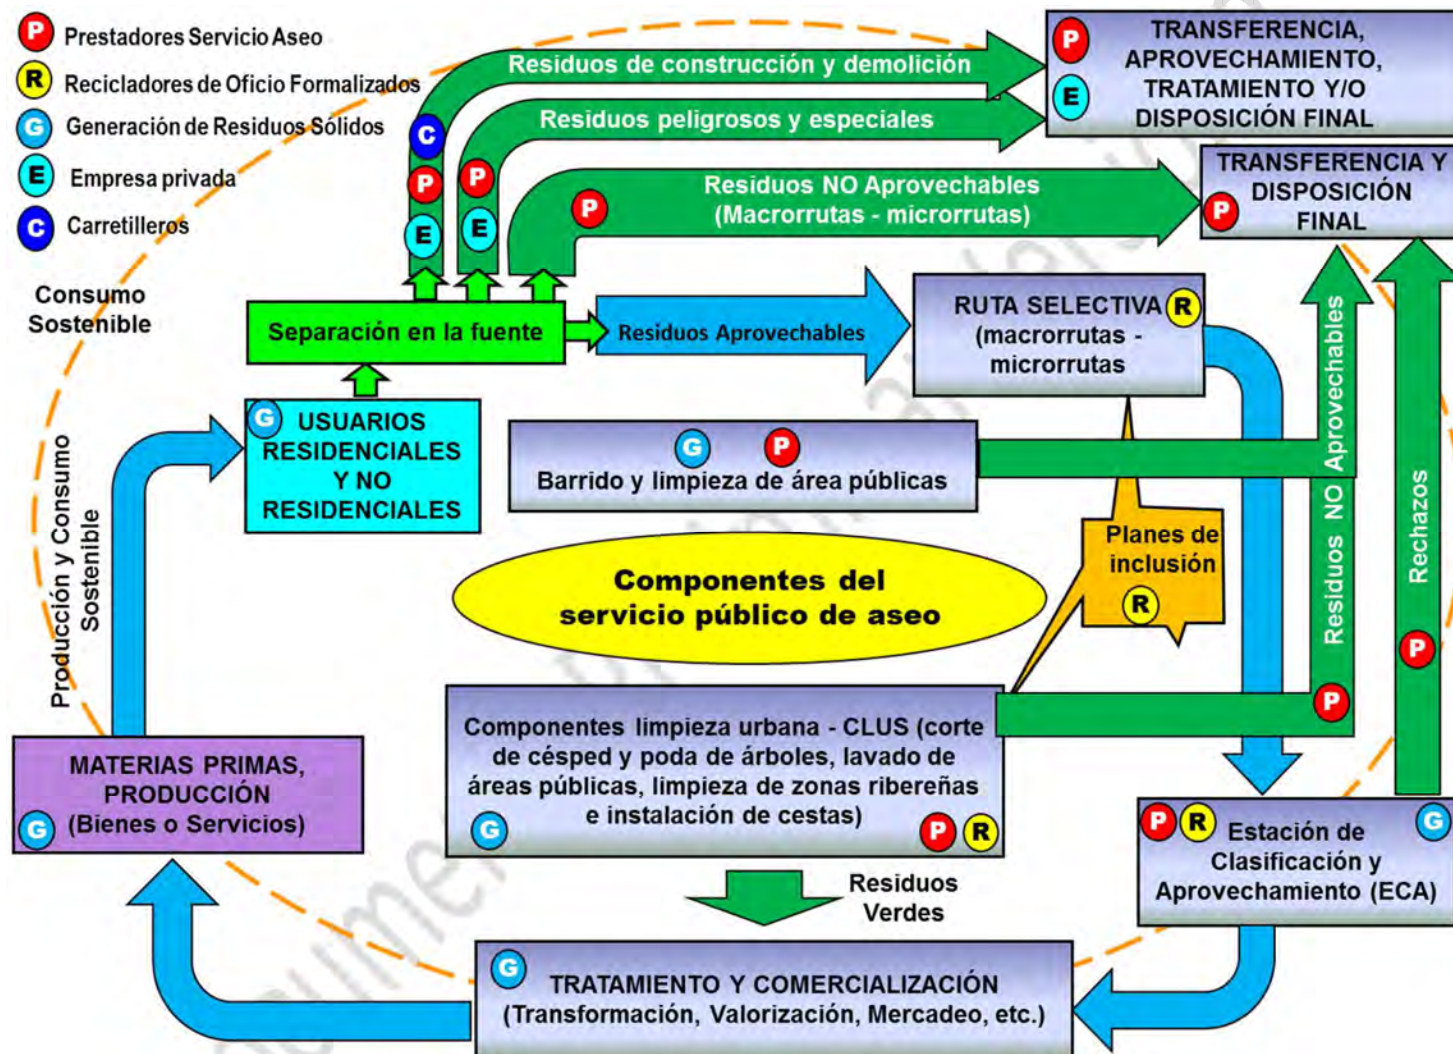 P Prestadores Servicio Aseo
R Recicladores de Oficio Formalizados
G Generación de Residuos Sólidos
E Empresa privada
C Carretilleros
Consumo
Sostenible
Producción y Consumo
Sostenible
Residuos de construcción y demolición
C
P
E
Residuos peligrosos y especiales
P
E
Residuos NO Aprovechables
(Macrorrutas - microrrutas)
P
P
E
TRANSFERENCIA,
APROVECHAMIENTO,
TRATAMIENTO Y/O
DISPOSICIÓN FINAL
TRANSFERENCIA Y
DISPOSICIÓN
FINAL
P
Separación en la fuente
Residuos Aprovechables
RUTA SELECTIVA
(macrorrutas -
microrrutas
R
G
USUARIOS
RESIDENCIALES
Y NO
RESIDENCIALES
G P
Barrido y limpieza de área públicas
Residuos NO Aprovechables
P
Rechazos
P
Planes de
inclusión
R
Componentes del
servicio público de aseo
Componentes limpieza urbana - CLUS (corte
de césped y poda de árboles, lavado de
áreas públicas, limpieza de zonas ribereñas
e instalación de cestas)
G P R
MATERIAS PRIMAS,
PRODUCCIÓN
(Bienes o Servicios)
G
P R G
Estación de
Clasificación y
Aprovechamiento (ECA)
Residuos
Verdes
G
TRATAMIENTO Y COMERCIALIZACIÓN
(Transformación, Valorización, Mercadeo, etc.)